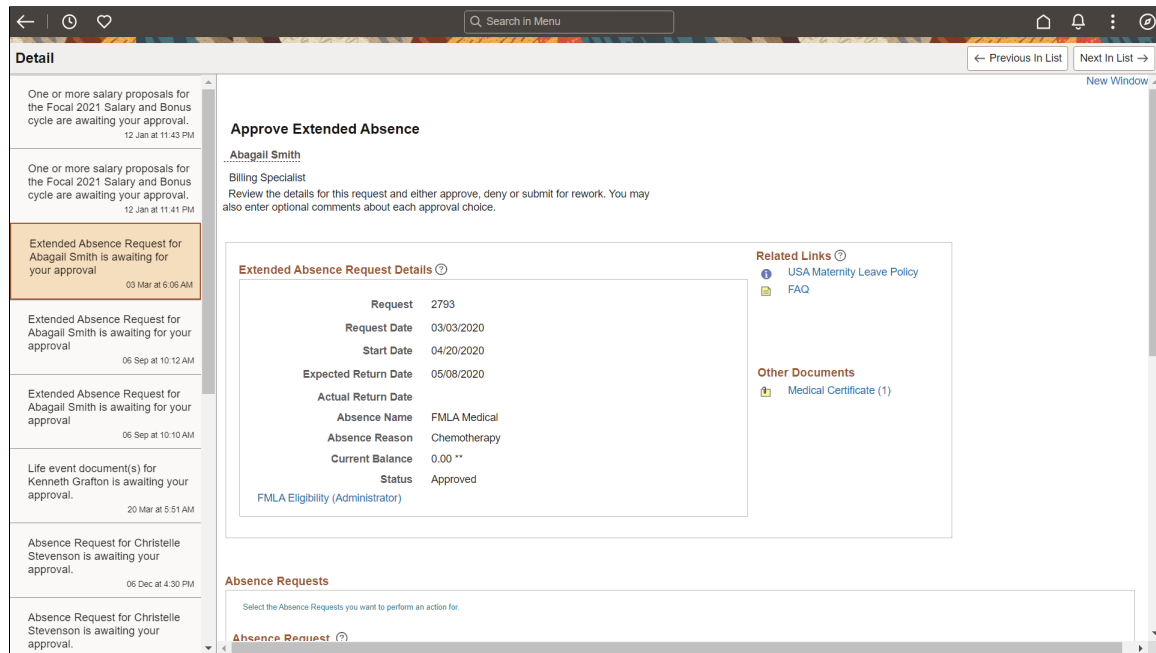 Search in Menu
Detail
← Previous In List
Next In List →
One or more salary proposals for
the Focal 2021 Salary and Bonus
cycle are awaiting your approval.
12 Jan at 11:43 PM
One or more salary proposals for
the Focal 2021 Salary and Bonus
cycle are awaiting your approval.
12 Jan at 11:41 PM
Extended Absence Request for
Abagail Smith is awaiting for
your approval
03 Mar at 6:06 AM
Extended Absence Request for
Abagail Smith is awaiting for your
approval
06 Sep at 10:12 AM
Extended Absence Request for
Abagail Smith is awaiting for your
approval
06 Sep at 10:10 AM
Life event document(s) for
Kenneth Grafton is awaiting your
approval.
20 Mar at 5:51 AM
Absence Request for Christelle
Stevenson is awaiting your
approval.
06 Dec at 4:30 PM
Absence Request for Christelle
Stevenson is awaiting your
approval.
New Window
Approve Extended Absence
Abagail Smith
Billing Specialist
Review the details for this request and either approve, deny or submit for rework. You may
also enter optional comments about each approval choice.
Extended Absence Request Details
Request 2793
Request Date 03/03/2020
Start Date 04/20/2020
Expected Return Date 05/08/2020
Actual Return Date
Absence Name FMLA Medical
Absence Reason Chemotherapy
Current Balance 0.00 **
Status Approved
FMLA Eligibility (Administrator)
Related Links
USA Maternity Leave Policy
FAQ
Other Documents
Medical Certificate (1)
Absence Requests
Select the Absence Requests you want to perform an action for.
Absence Request